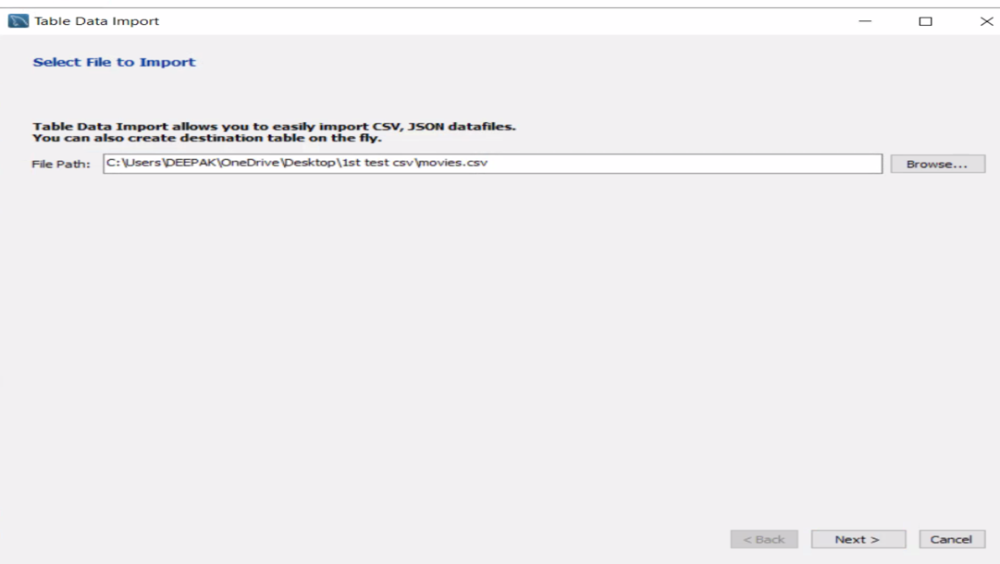 Table Data Import
Select File to Import
Table Data Import allows you to easily import CSV, JSON datafiles.
You can also create destination table on the fly.
File Path: C:\Users\DEEPAK\OneDrive\Desktop\1st test csv\movies.csv Browse...
< Back Next > Cancel